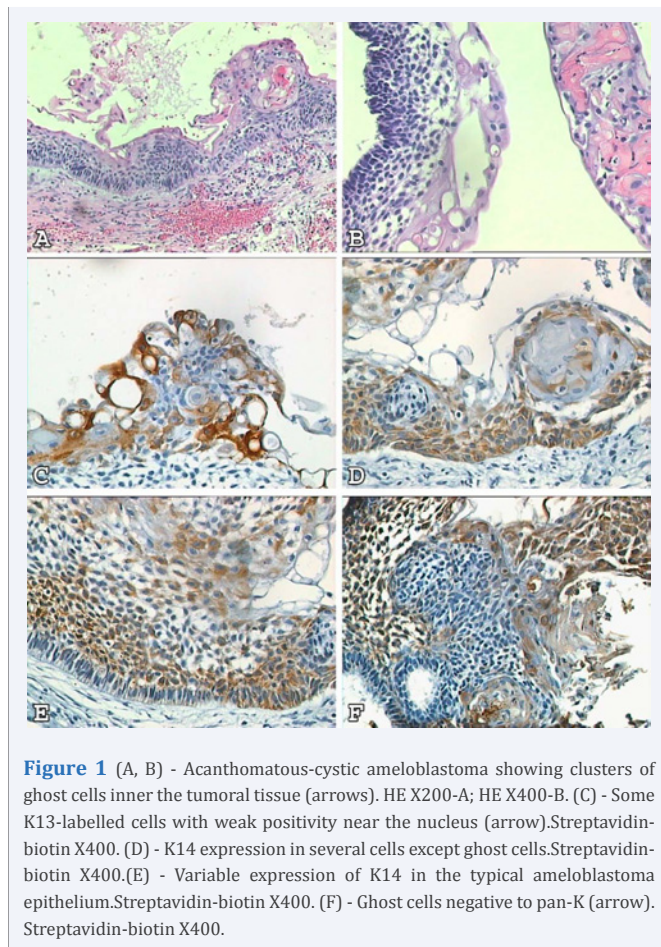 A
B
C
D
E
F
Figure 1 (A, B) - Acanthomatous-cystic ameloblastoma showing clusters of
ghost cells inner the tumoral tissue (arrows). HE X200-A; HE X400-B. (C) - Some
K13-labelled cells with weak positivity near the nucleus (arrow).Streptavidin-
biotin X400. (D) - K14 expression in several cells except ghost cells.Streptavidin-
biotin X400.(E) - Variable expression of K14 in the typical ameloblastoma
epithelium.Streptavidin-biotin X400. (F) - Ghost cells negative to pan-K (arrow).
Streptavidin-biotin X400.